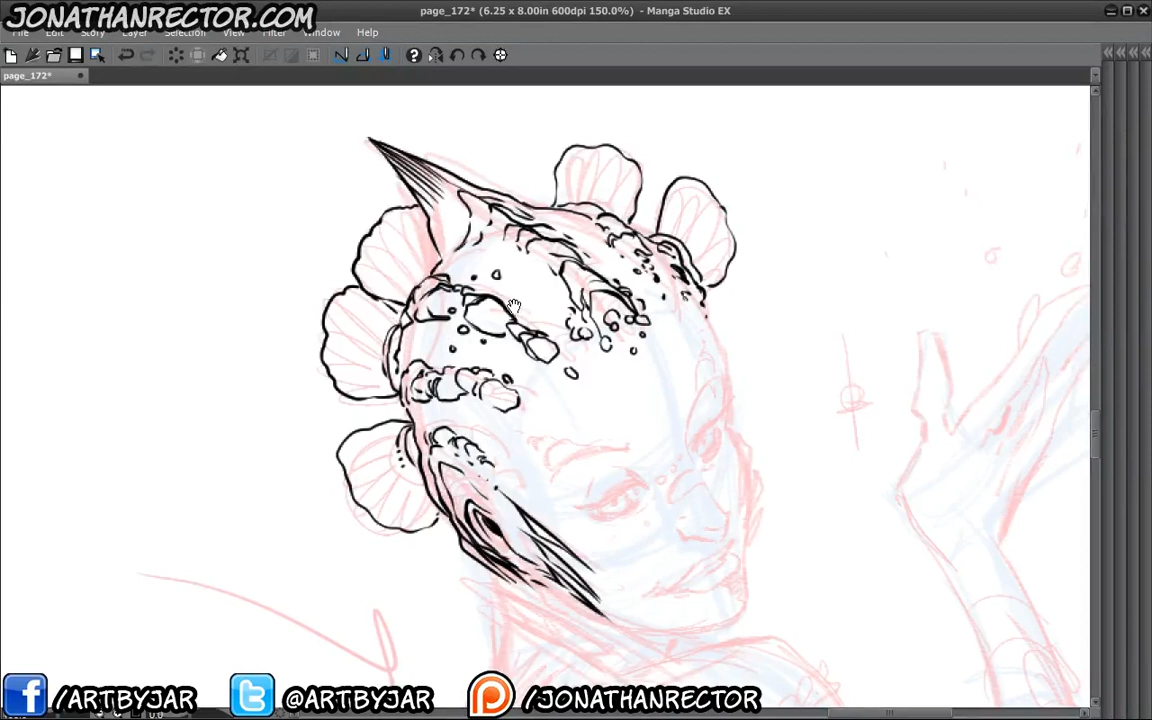 JONATHANRECTOR.COM
page_172* (6.25 x 8.00in 600dpi 150.0%) - Manga Studio EX
File Edit Story Layer Selection View Filter Window Help
page_172*
/ARTBYJAR @ARTBYJAR /JONATHANRECTOR